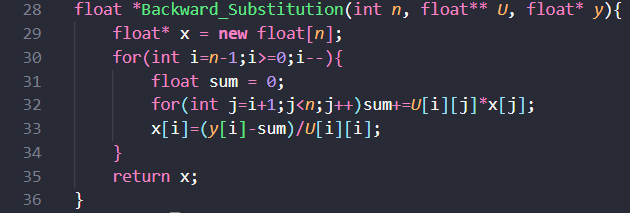 28 float *Backward_Substitution(int n, float** U, float* y){
29     float* x = new float[n];
30     for(int i=n-1;i>=0;i--){
31         float sum = 0;
32         for(int j=i+1;j<n;j++)sum+=U[i][j]*x[j];
33         x[i]=(y[i]-sum)/U[i][i];
34     }
35     return x;
36 }